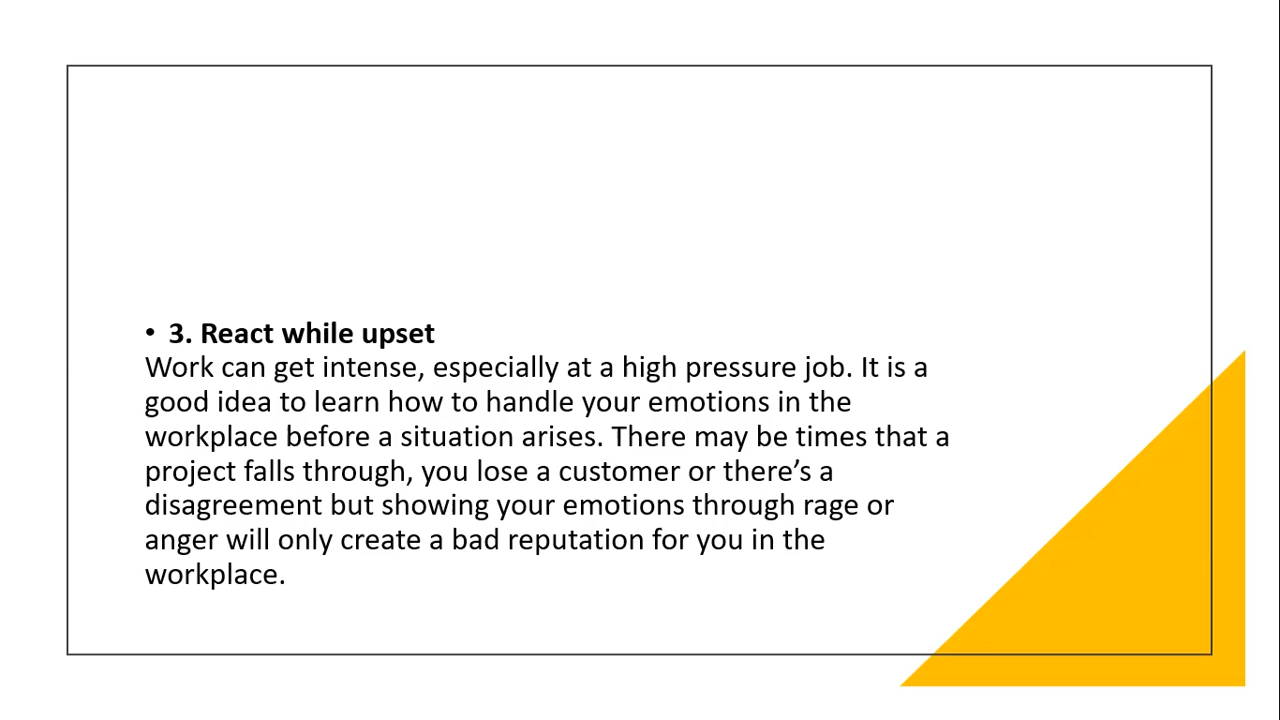 • 3. React while upset
Work can get intense, especially at a high pressure job. It is a
good idea to learn how to handle your emotions in the
workplace before a situation arises. There may be times that a
project falls through, you lose a customer or there’s a
disagreement but showing your emotions through rage or
anger will only create a bad reputation for you in the
workplace.